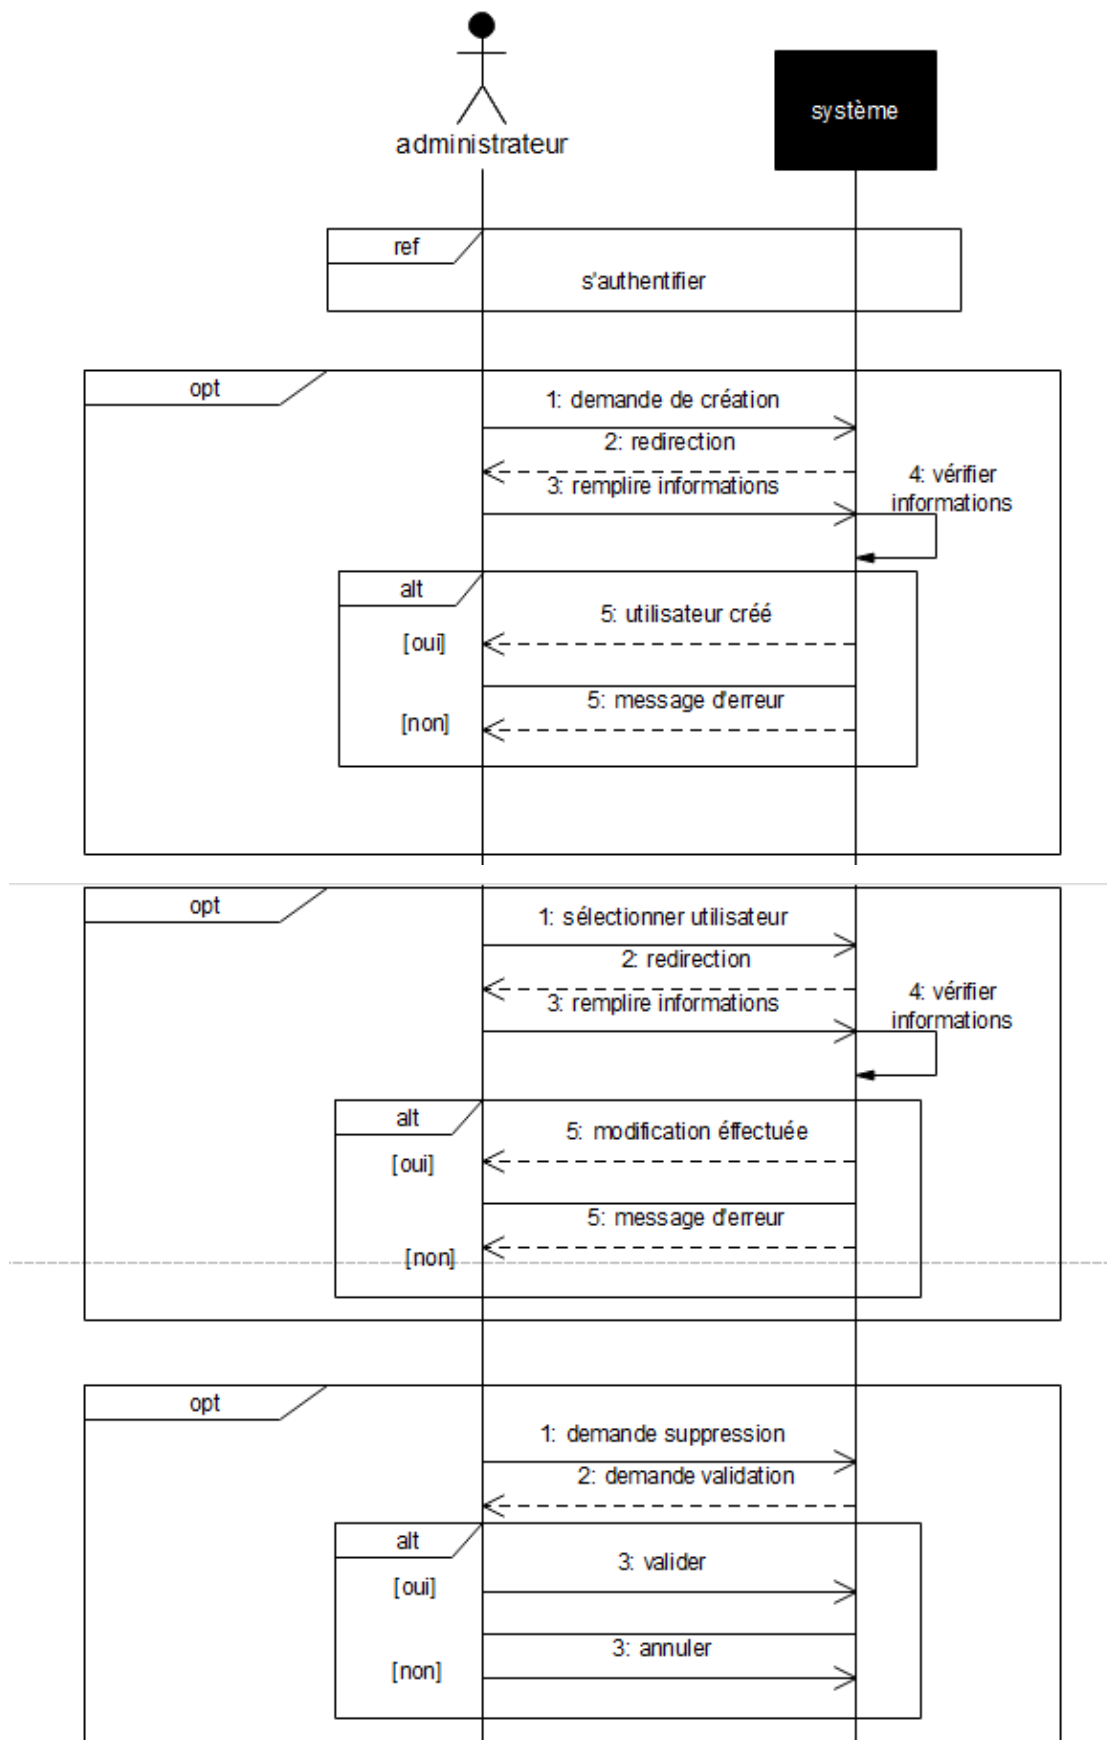 administrateur
système
ref
s'authentifier
opt
1: demande de création
2: redirection
3: remplire informations
4: vérifier
informations
alt
5: utilisateur créé
[oui]
5: message d'erreur
[non]
opt
1: sélectionner utilisateur
2: redirection
3: remplire informations
4: vérifier
informations
alt
5: modification éffectuée
[oui]
5: message d'erreur
[non]
opt
1: demande suppression
2: demande validation
alt
3: valider
[oui]
3: annuler
[non]